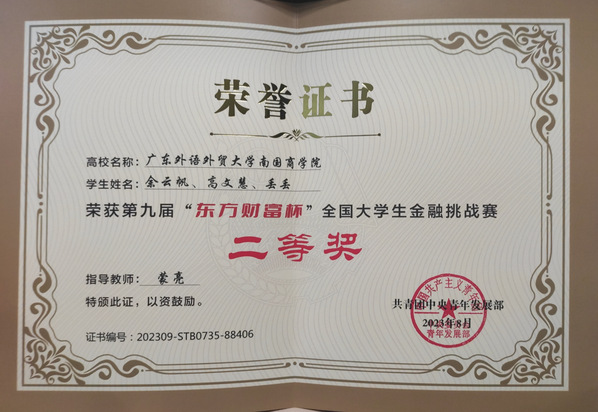 荣誉证书
高校名称：广东外语外贸大学南国商学院
学生姓名：余云帆、高文慧、丢丢
荣获第九届“东方财富杯”全国大学生金融挑战赛
二等奖
指导教师：蒙亮
特颁此证，以资鼓励。
共青团中央青年发展部
2023年8月
青年发展部
证书编号：202309-STB0735-88406